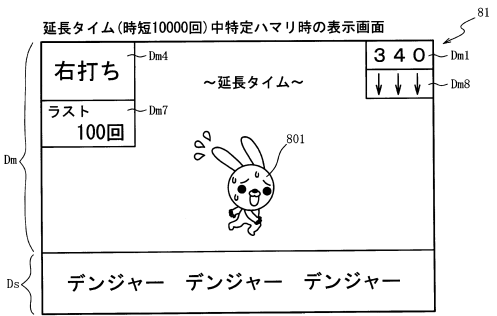 延長タイム(時短10000回)中特定ハマリ時の表示画面
81
右打ち
Dm4
340
Dm1
~延長タイム~
↓ ↓ ↓
Dm8
ラスト
Dm7
100回
801
Dm
Ds
デンジャー デンジャー デンジャー